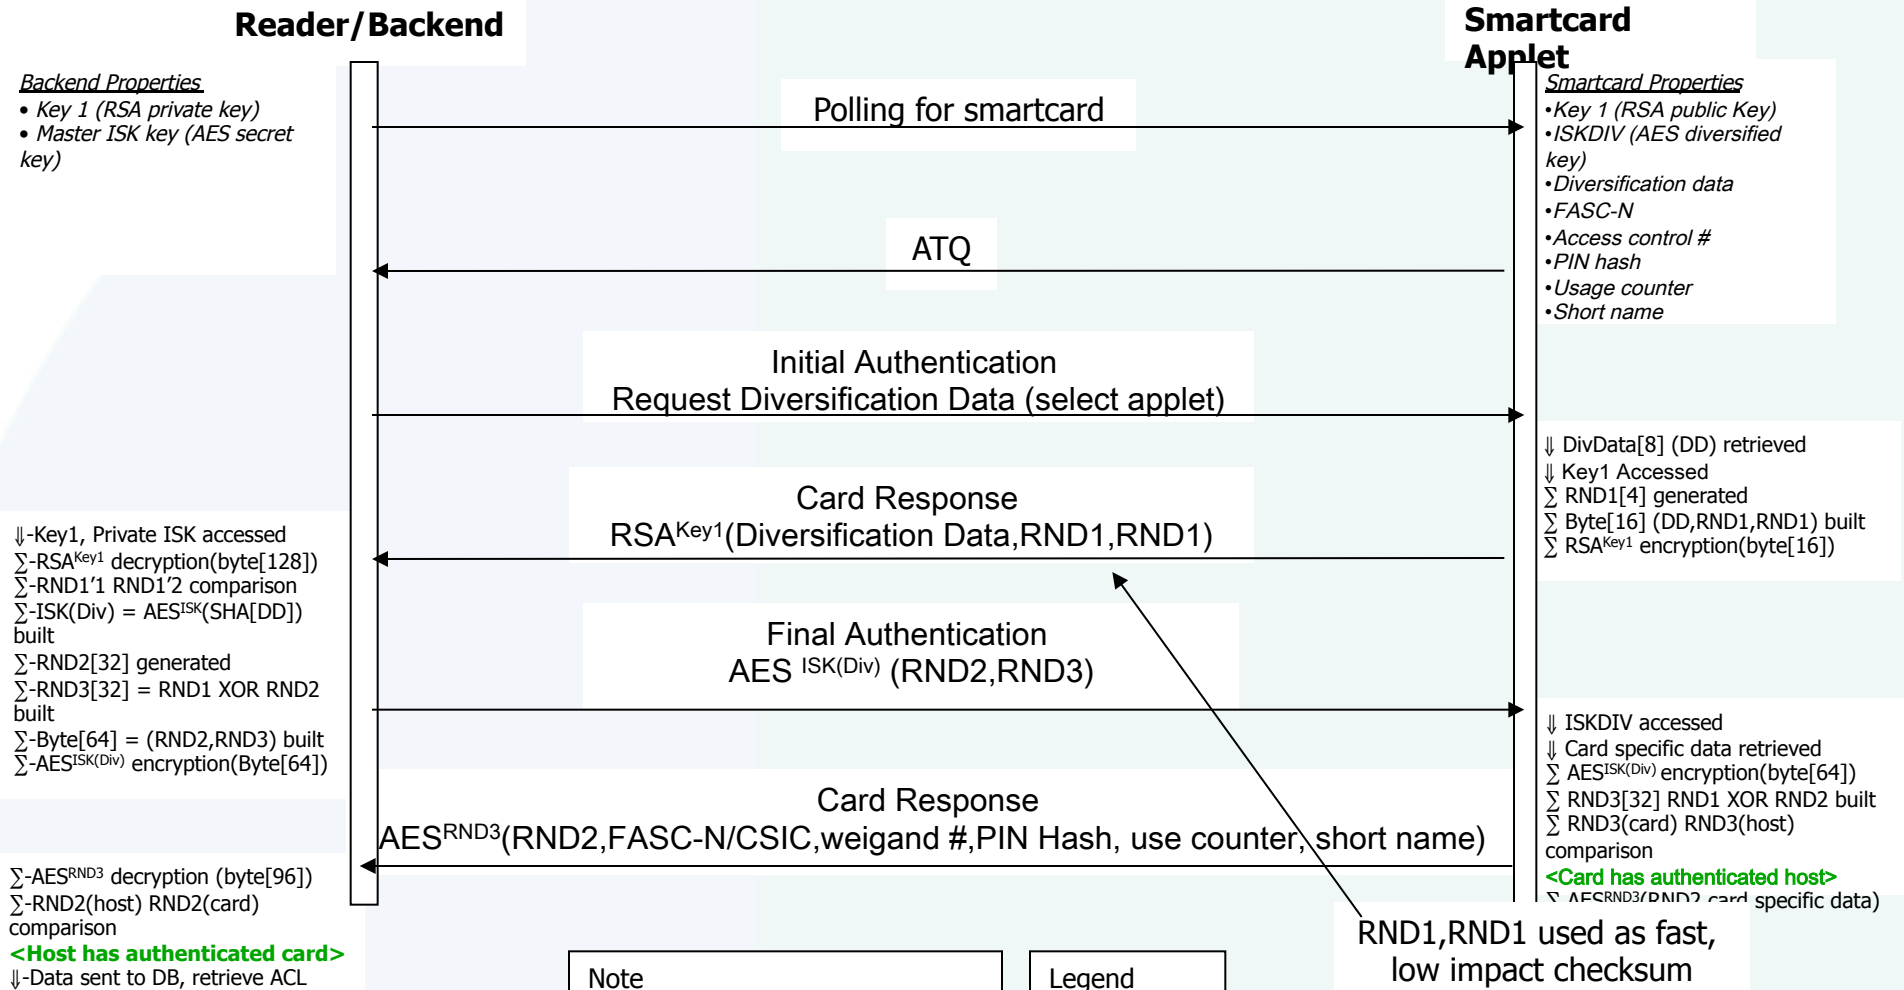 Reader/Backend
Smartcard
Applet
Backend Properties
• Key 1 (RSA private key)
• Master ISK key (AES secret
key)
Smartcard Properties
•Key 1 (RSA public Key)
•ISKDIV (AES diversified
key)
•Diversification data
•FASC-N
•Access control #
•PIN hash
•Usage counter
•Short name
Polling for smartcard
ATQ
Initial Authentication
Request Diversification Data (select applet)
⇓ DivData[8] (DD) retrieved
⇓ Key1 Accessed
∑ RND1[4] generated
∑ Byte[16] (DD,RND1,RND1) built
∑ RSAKey1 encryption(byte[16])
Card Response
RSAKey1(Diversification Data,RND1,RND1)
⇓-Key1, Private ISK accessed
∑-RSAKey1 decryption(byte[128])
∑-RND1'1 RND1'2 comparison
∑-ISK(Div) = AESISK(SHA[DD])
built
∑-RND2[32] generated
∑-RND3[32] = RND1 XOR RND2
built
∑-Byte[64] = (RND2,RND3) built
∑-AESISK(Div) encryption(Byte[64])
Final Authentication
AES ISK(Div) (RND2,RND3)
⇓ ISKDIV accessed
⇓ Card specific data retrieved
∑ AESISK(Div) encryption(byte[64])
∑ RND3[32] RND1 XOR RND2 built
∑ RND3(card) RND3(host)
comparison
<Card has authenticated host>
∑ AESRND3(RND2 card specific data)
Card Response
AESRND3(RND2,FASC-N/CSIC,weigand #,PIN Hash, use counter, short name)
∑-AESRND3 decryption (byte[96])
∑-RND2(host) RND2(card)
comparison
<Host has authenticated card>
⇓-Data sent to DB, retrieve ACL
RND1,RND1 used as fast,
low impact checksum
Note
Legend